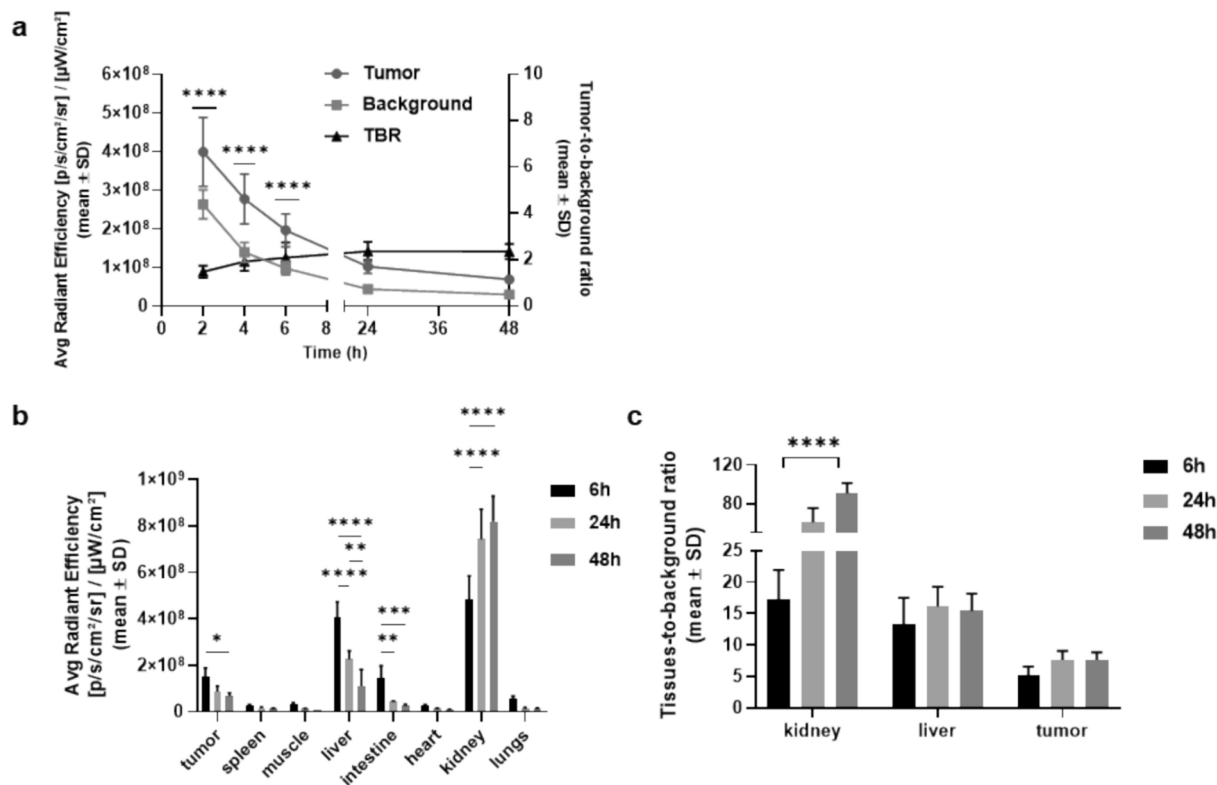 a
Avg Radiant Efficiency [p/s/cm²/sr] / [µW/cm²]
(mean ± SD)
6×10⁸
5×10⁸
4×10⁸
3×10⁸
2×10⁸
1×10⁸
0
****
****
****
Tumor
Background
TBR
10
8
6
4
2
0
Tumor-to-background ratio
(mean ± SD)
0 2 4 6 8 24 36 48
Time (h)
b
Avg Radiant Efficiency
[p/s/cm²/sr] / [µW/cm²]
(mean ± SD)
1×10⁹
8×10⁸
6×10⁸
4×10⁸
2×10⁸
0
*
****
**
****
***
**
****
****
6h
24h
48h
tumor
spleen
muscle
liver
intestine
heart
kidney
lungs
c
Tissues-to-background ratio
(mean ± SD)
120
80
40
25
20
15
10
5
0
****
6h
24h
48h
kidney liver tumor